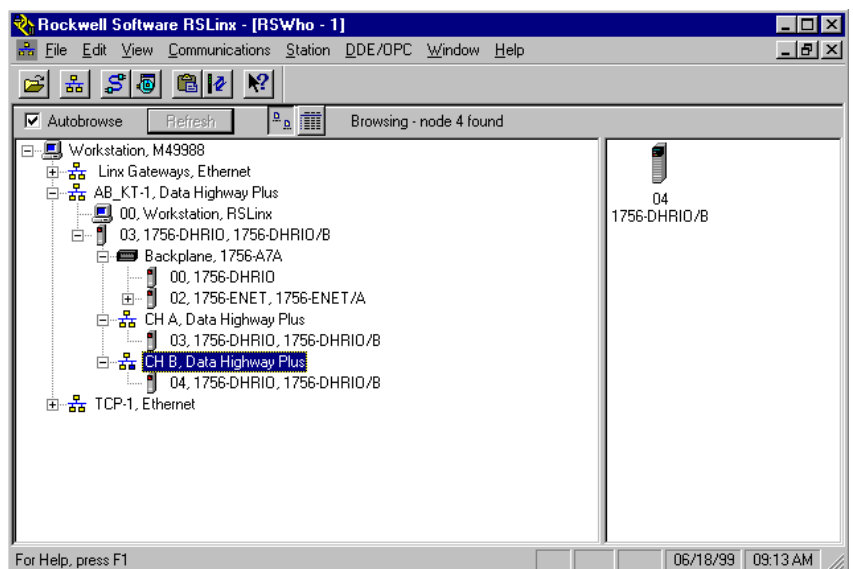 Rockwell Software RSLinx - [RSWho - 1]
File Edit View Communications Station DDE/OPC Window Help
Autobrowse Refresh Browsing - node 4 found
Workstation, M49988
Linx Gateways, Ethernet
AB_KT-1, Data Highway Plus
00, Workstation, RSLinx
03, 1756-DHRIO, 1756-DHRIO/B
Backplane, 1756-A7A
00, 1756-DHRIO
02, 1756-ENET, 1756-ENET/A
CH A, Data Highway Plus
03, 1756-DHRIO, 1756-DHRIO/B
CH B, Data Highway Plus
04, 1756-DHRIO, 1756-DHRIO/B
TCP-1, Ethernet
04
1756-DHRIO/B
For Help, press F1 06/18/99 09:13 AM